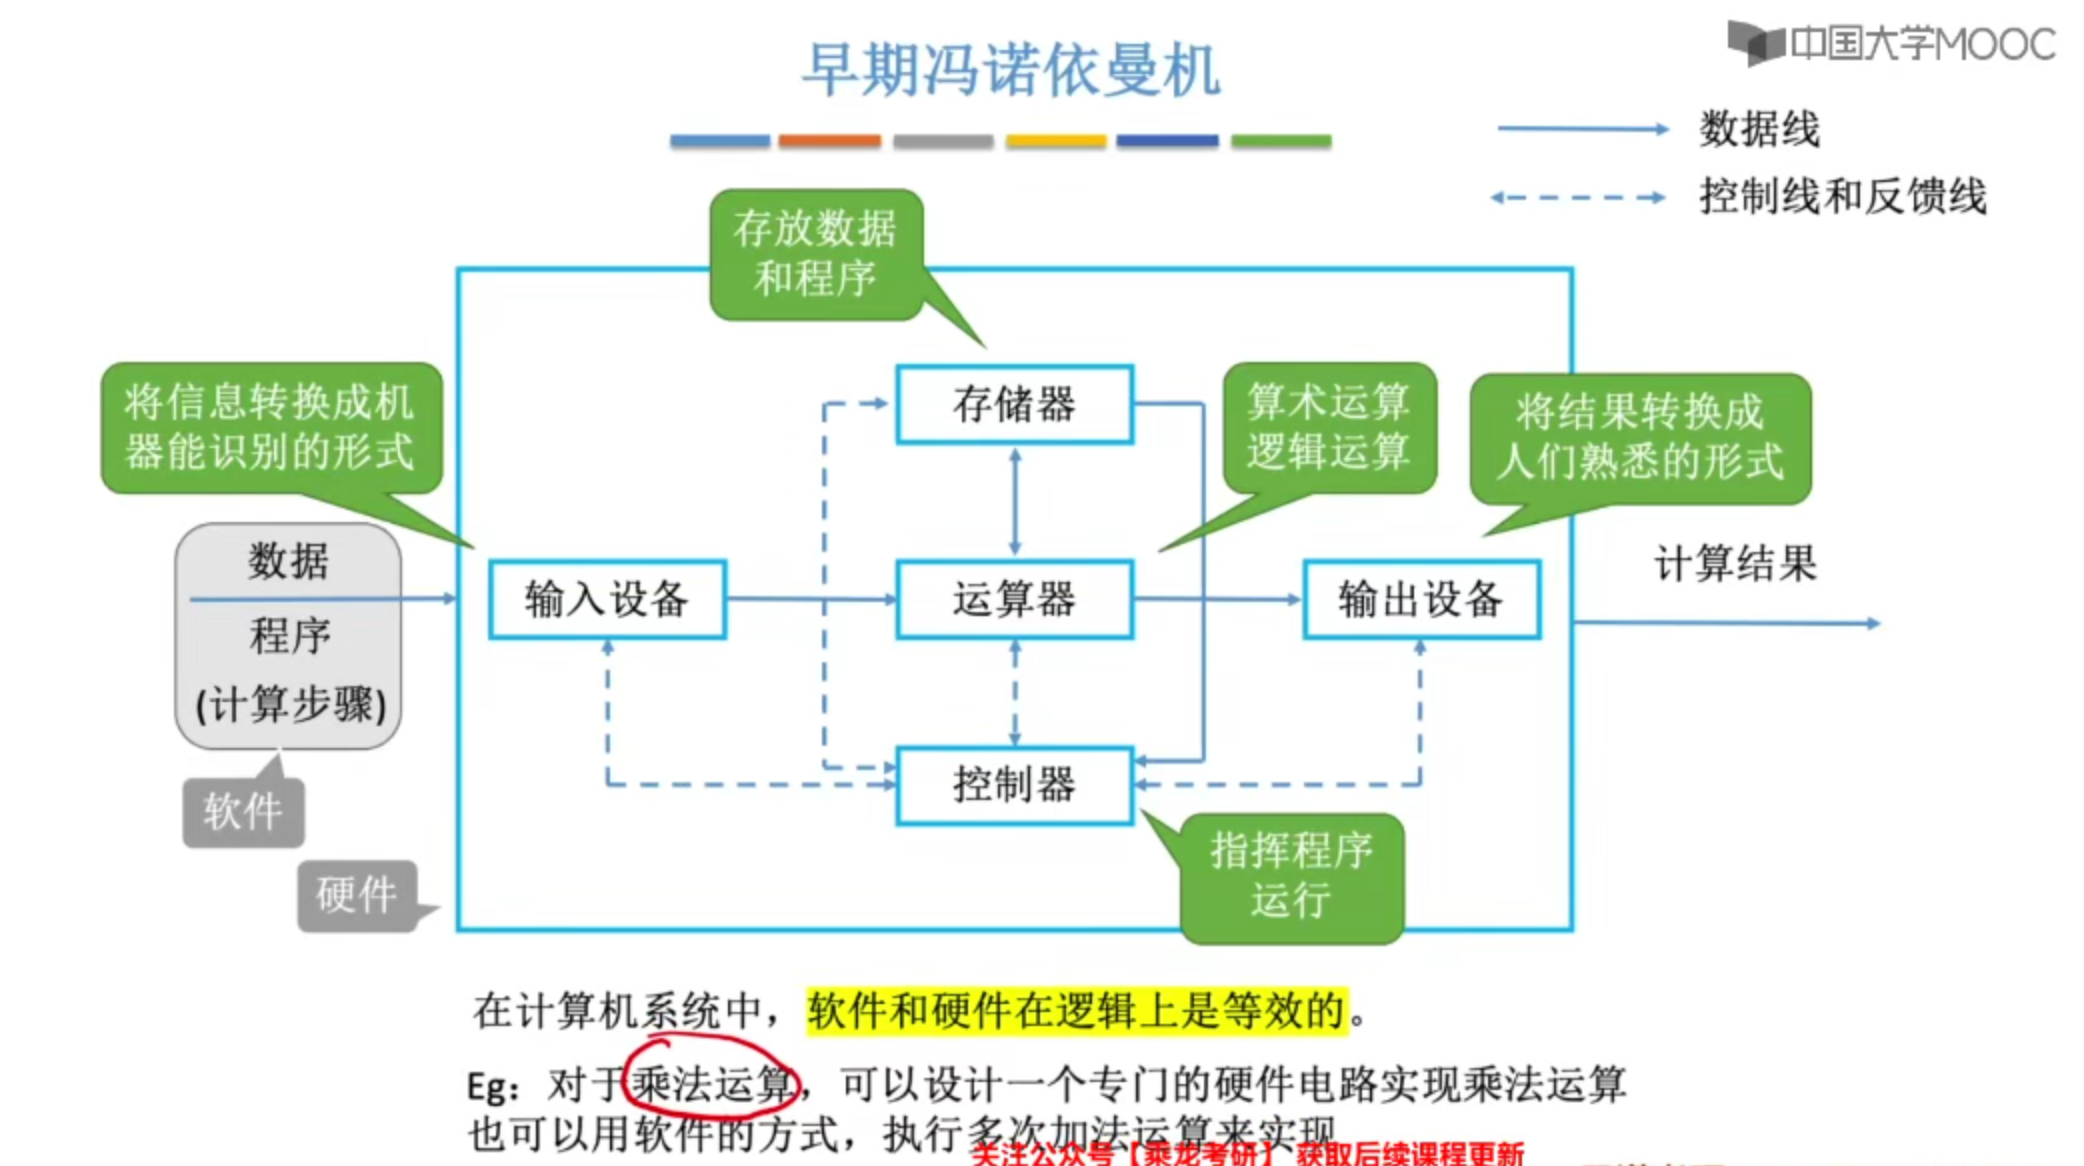 中国大学MOOC
早期冯诺依曼机
数据线
控制线和反馈线
存放数据
和程序
将信息转换成机
器能识别的形式
存储器
算术运算
逻辑运算
将结果转换成
人们熟悉的形式
数据
程序
(计算步骤)
输入设备
运算器
输出设备
计算结果
控制器
软件
硬件
指挥程序
运行
在计算机系统中，软件和硬件在逻辑上是等效的。
Eg：对于乘法运算，可以设计一个专门的硬件电路实现乘法运算
也可以用软件的方式，执行多次加法运算来实现
关注公众号【乘龙考研】 获取后续课程更新